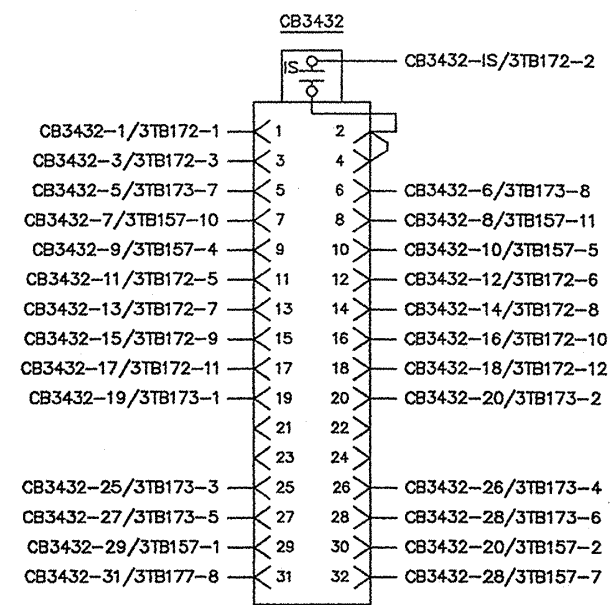 CB3432
IS CB3432-IS/3TB172-2
CB3432-1/3TB172-1 1 2
CB3432-3/3TB172-3 3 4
CB3432-5/3TB173-7 5 6 CB3432-6/3TB173-8
CB3432-7/3TB157-10 7 8 CB3432-8/3TB157-11
CB3432-9/3TB157-4 9 10 CB3432-10/3TB157-5
CB3432-11/3TB172-5 11 12 CB3432-12/3TB172-6
CB3432-13/3TB172-7 13 14 CB3432-14/3TB172-8
CB3432-15/3TB172-9 15 16 CB3432-16/3TB172-10
CB3432-17/3TB172-11 17 18 CB3432-18/3TB172-12
CB3432-19/3TB173-1 19 20 CB3432-20/3TB173-2
21 22
23 24
CB3432-25/3TB173-3 25 26 CB3432-26/3TB173-4
CB3432-27/3TB173-5 27 28 CB3432-28/3TB173-6
CB3432-29/3TB157-1 29 30 CB3432-20/3TB157-2
CB3432-31/3TB177-8 31 32 CB3432-28/3TB157-7